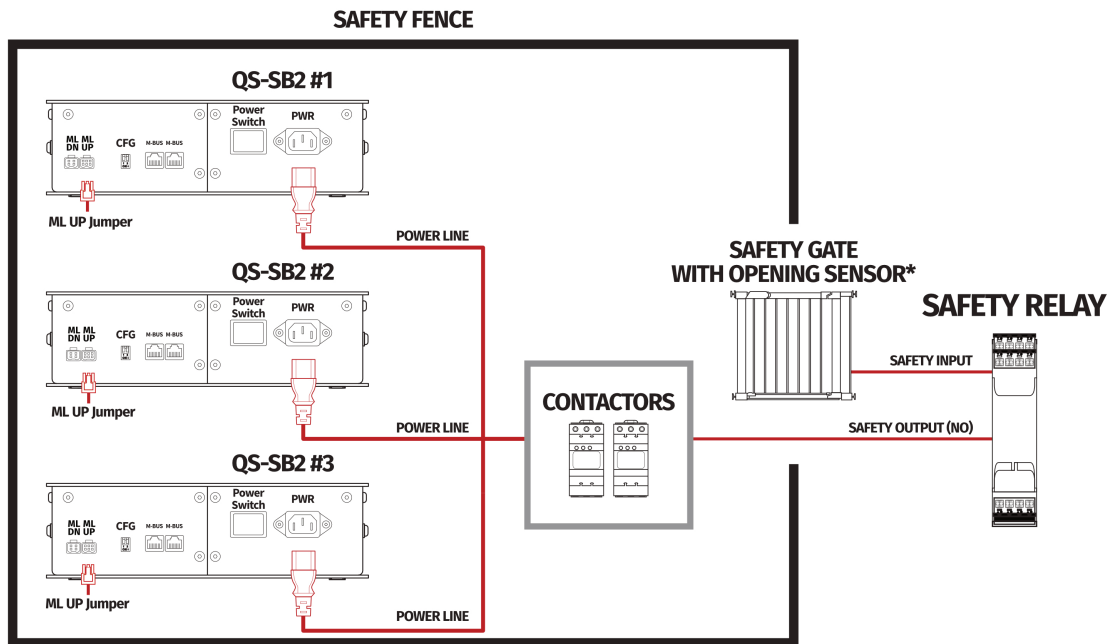 SAFETY FENCE
QS-SB2 #1
Power
Switch
PWR
ML ML
DN UP
CFG
M-BUS M-BUS
ML UP Jumper
POWER LINE
QS-SB2 #2
Power
Switch
PWR
ML ML
DN UP
CFG
M-BUS M-BUS
ML UP Jumper
POWER LINE
QS-SB2 #3
Power
Switch
PWR
ML ML
DN UP
CFG
M-BUS M-BUS
ML UP Jumper
POWER LINE
CONTACTORS
SAFETY GATE
WITH OPENING SENSOR*
SAFETY RELAY
SAFETY INPUT
SAFETY OUTPUT (NO)